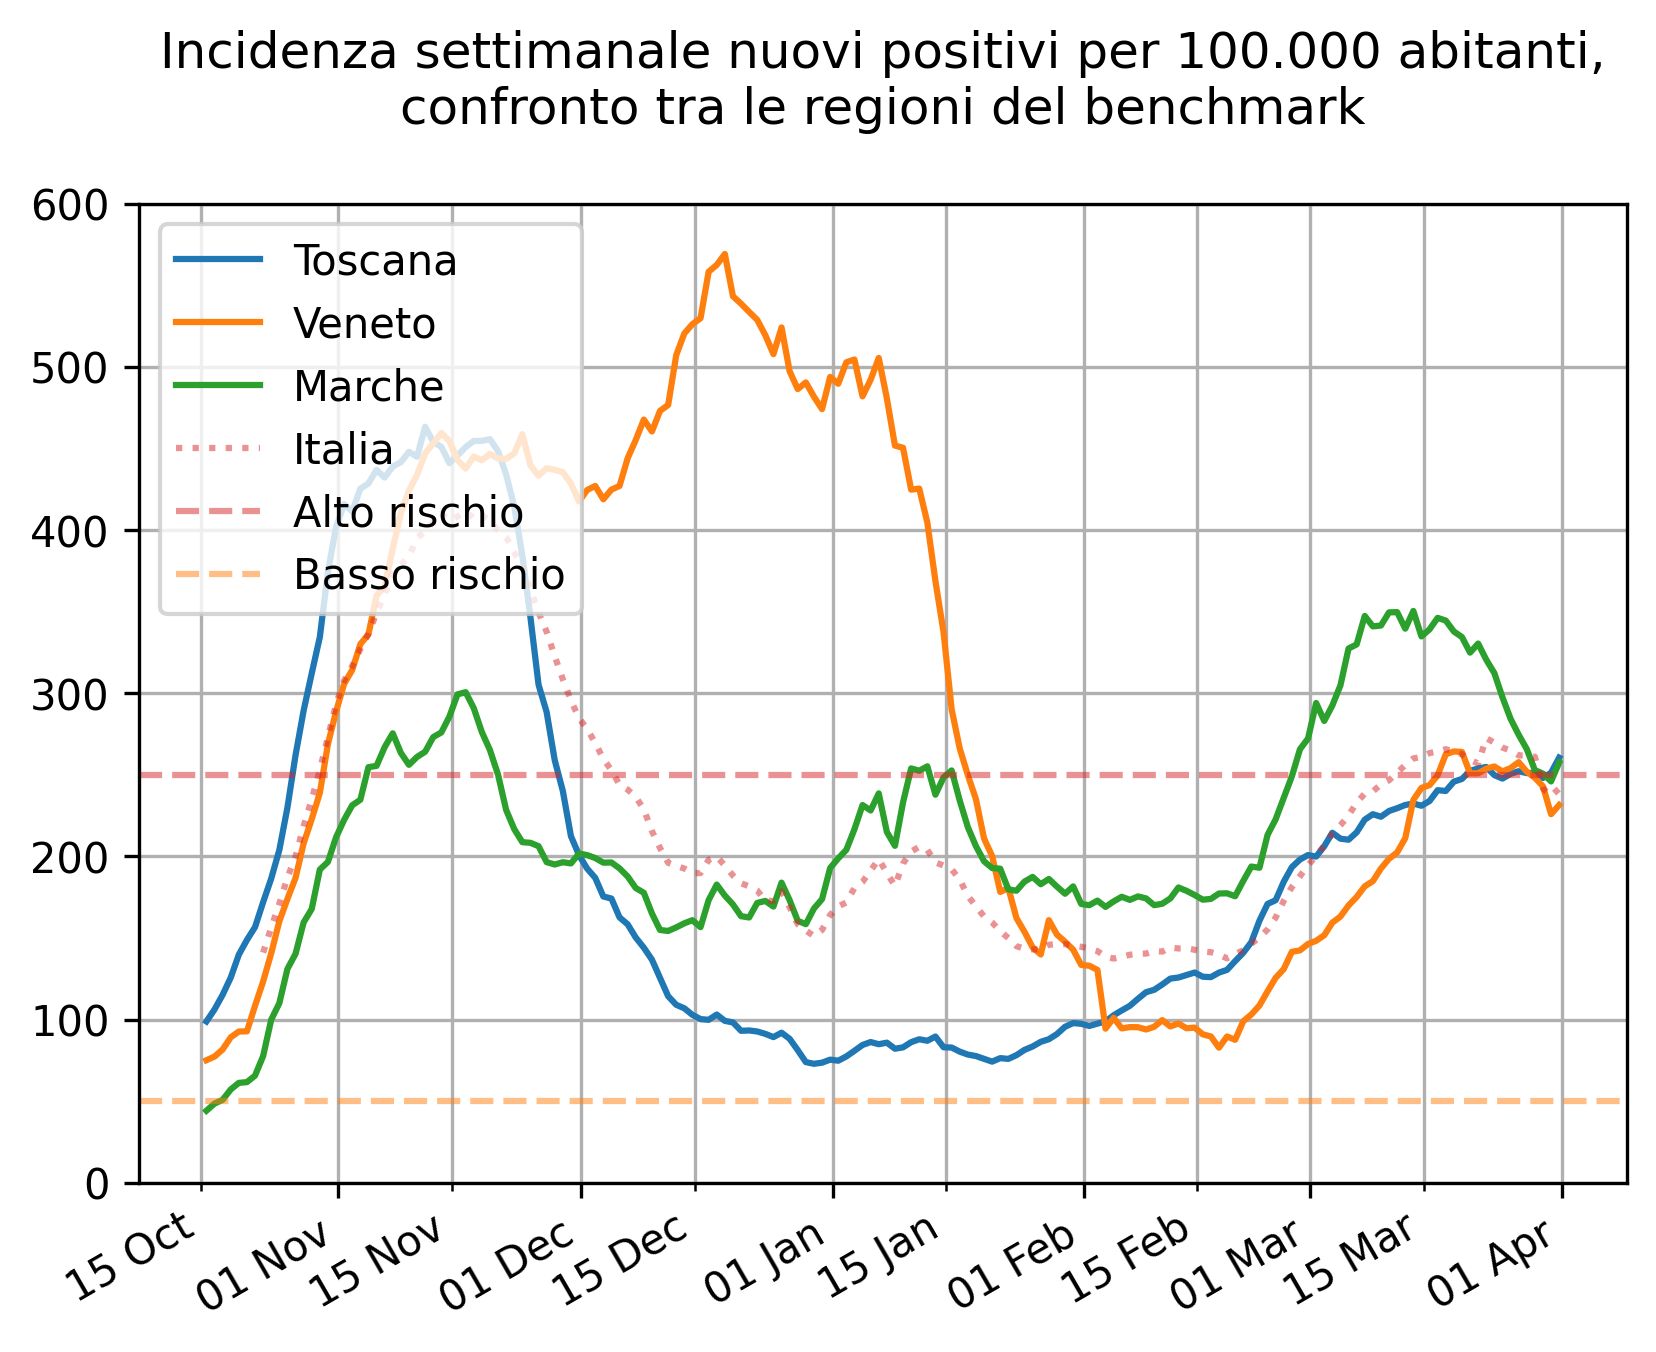 Incidenza settimanale nuovi positivi per 100.000 abitanti,
confronto tra le regioni del benchmark
600
500
400
300
200
100
0
Toscana
Veneto
Marche
Italia
Alto rischio
Basso rischio
15 Oct
01 Nov
15 Nov
01 Dec
15 Dec
01 Jan
15 Jan
01 Feb
15 Feb
01 Mar
15 Mar
01 Apr